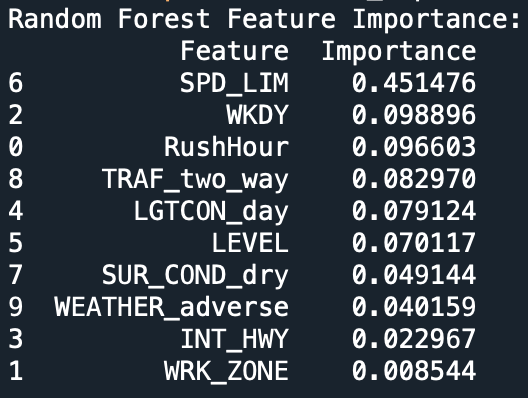 Random Forest Feature Importance:
Feature Importance
6 SPD_LIM 0.451476
2 WKDY 0.098896
0 RushHour 0.096603
8 TRAF_two_way 0.082970
4 LGTCON_day 0.079124
5 LEVEL 0.070117
7 SUR_COND_dry 0.049144
9 WEATHER_adverse 0.040159
3 INT_HWY 0.022967
1 WRK_ZONE 0.008544